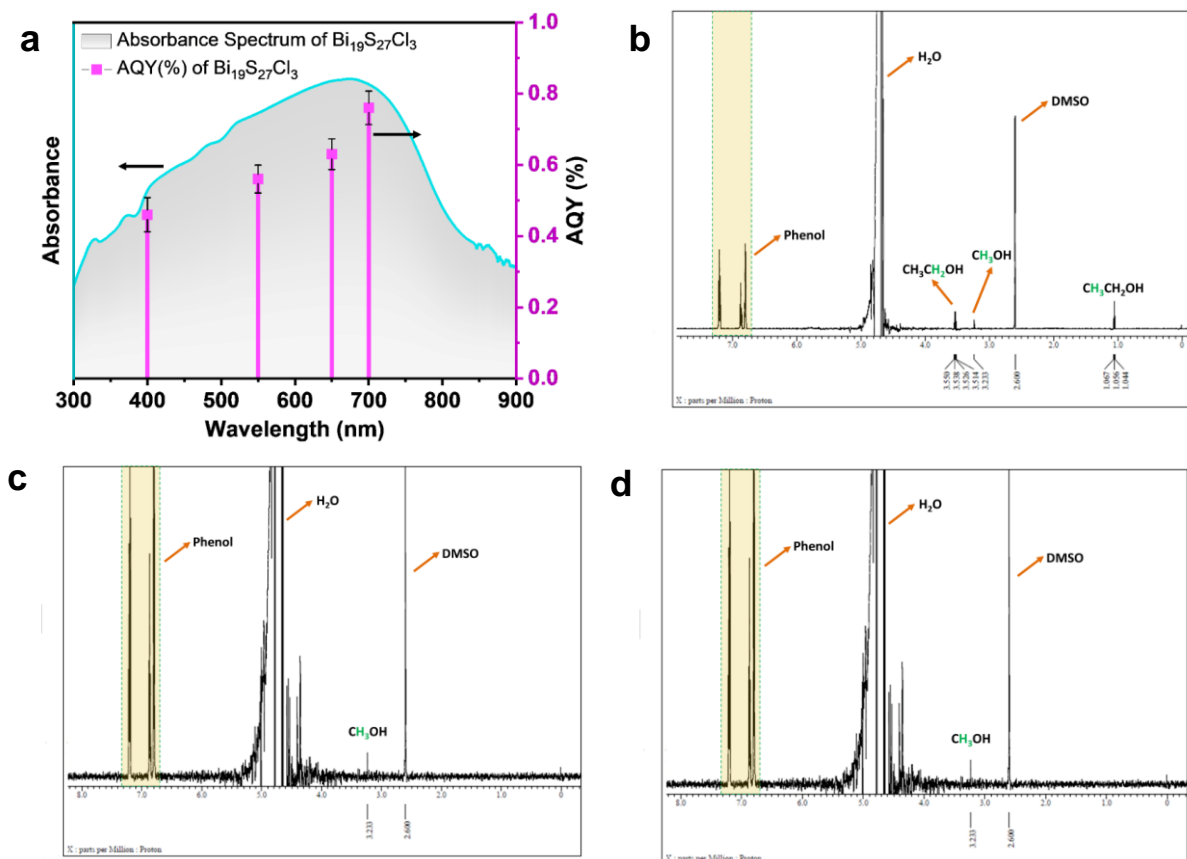 a
Absorbance Spectrum of Bi₁₉S₂₇Cl₃
AQY(%) of Bi₁₉S₂₇Cl₃
Absorbance
AQY (%)
1.0
0.8
0.6
0.4
0.2
0.0
300 400 500 600 700 800 900
Wavelength (nm)
b
H₂O
DMSO
Phenol
CH₃CH₂OH
CH₃OH
CH₃CH₂OH
7.0 6.0 5.0 4.0 3.0 2.0 1.0 0
3.550
3.538
3.526
3.514
3.233
2.600
1.067
1.056
1.044
X : parts per Million : Proton
c
H₂O
Phenol
DMSO
CH₃OH
8.0 7.0 6.0 5.0 4.0 3.0 2.0 1.0 0
3.233
2.600
X : parts per Million : Proton
d
H₂O
Phenol
DMSO
CH₃OH
8.0 7.0 6.0 5.0 4.0 3.0 2.0 1.0 0
3.233
2.600
X : parts per Million : Proton